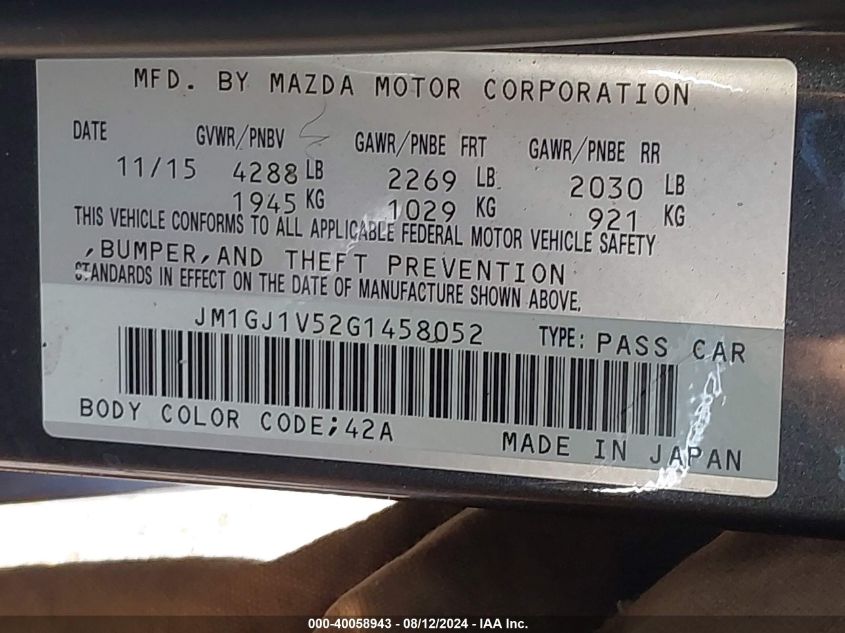 MFD. BY MAZDA MOTOR CORPORATION
DATE GVWR/PNBV GAWR/PNBE FRT GAWR/PNBE RR
11/15 4288 LB 2269 LB 2030 LB
1945 KG 1029 KG 921 KG
THIS VEHICLE CONFORMS TO ALL APPLICABLE FEDERAL MOTOR VEHICLE SAFETY
,BUMPER,AND THEFT PREVENTION
STANDARDS IN EFFECT ON THE DATE OF MANUFACTURE SHOWN ABOVE.
JM1GJ1V52G1458052 TYPE: PASS CAR
BODY COLOR CODE;42A
MADE IN JAPAN
000-40058943 - 08/12/2024 - IAA Inc.